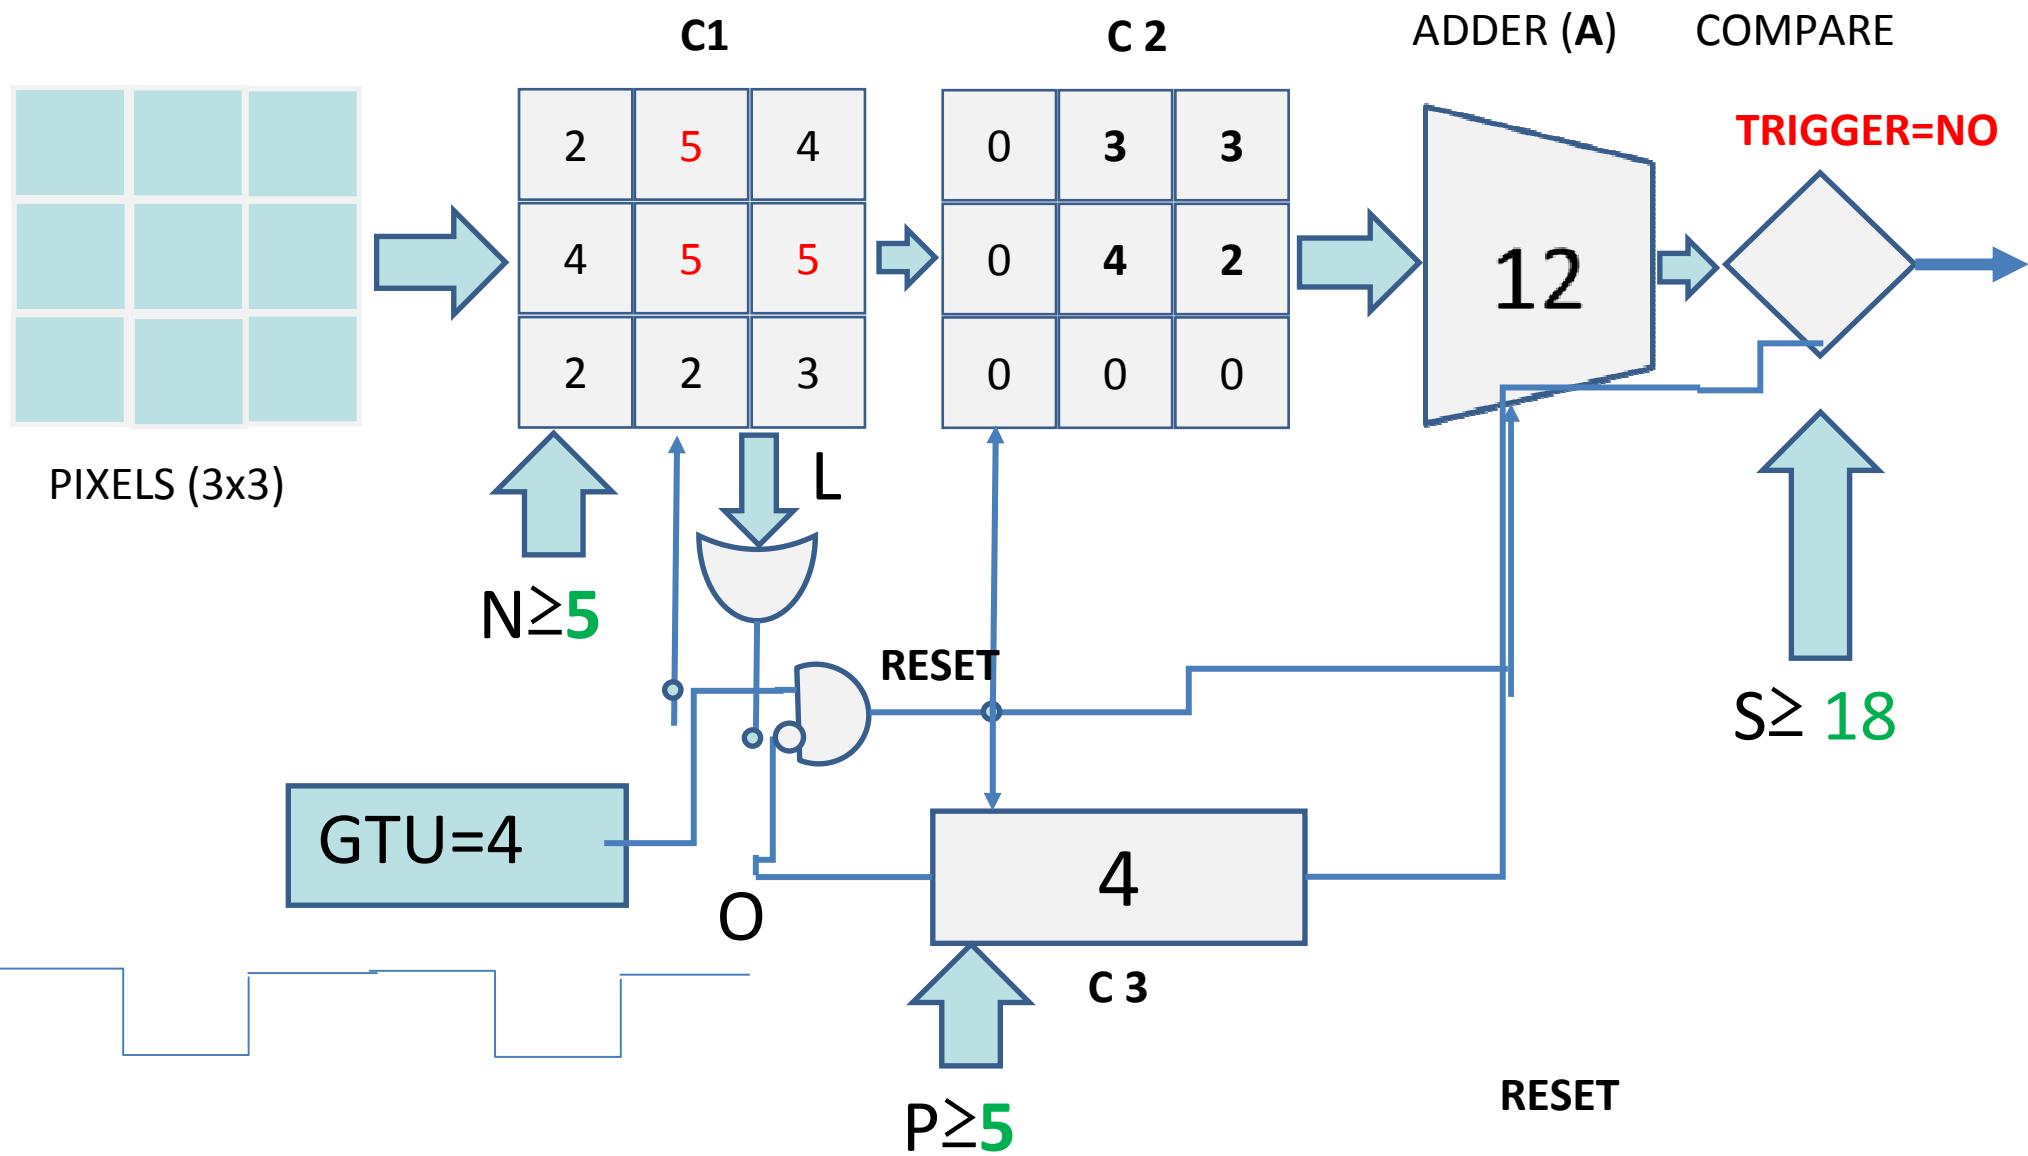 C1
C 2
ADDER (A)
COMPARE
TRIGGER=NO
2 5 4
0 3 3
4 5 5
0 4 2
12
2 2 3
0 0 0
PIXELS (3x3)
L
N≥5
RESET
S≥ 18
GTU=4
4
O
C 3
P≥5
RESET